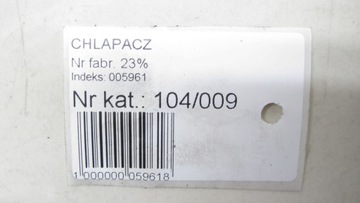 CHLAPACZ
Nr fabr. 23%
Indeks: 005961
Nr kat.: 104/009
1 000000 059618